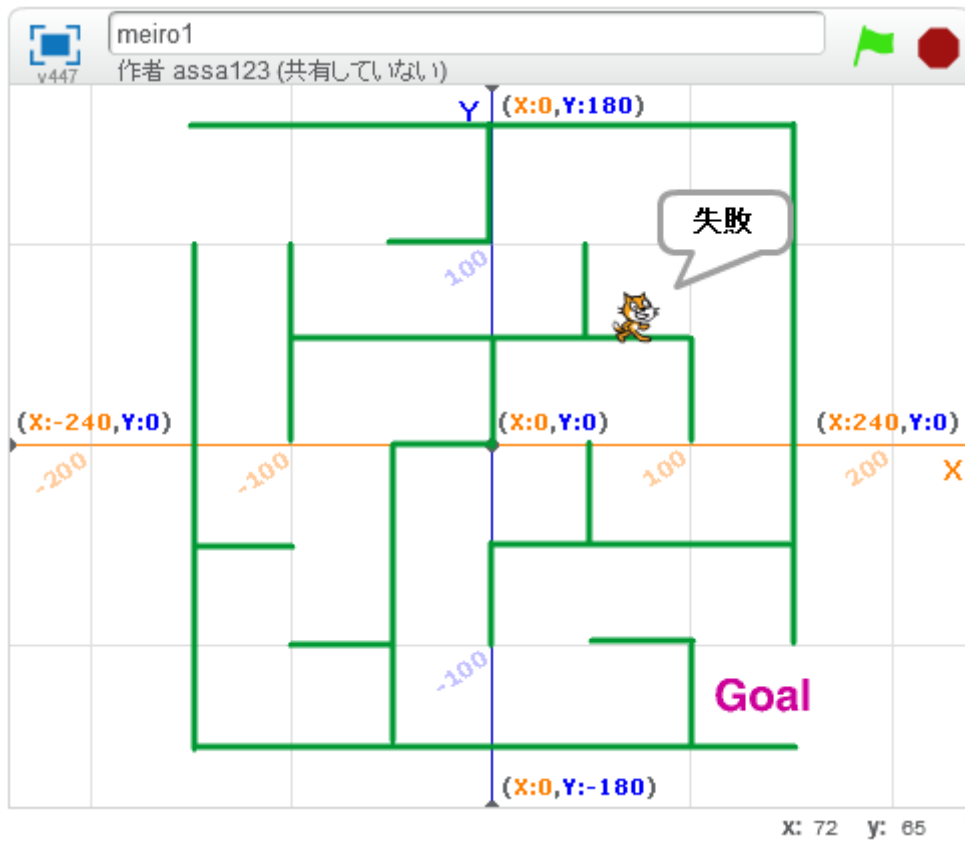 meiro1
v447
作者 assa123 (共有していない)
Y (X:0,Y:180)
失敗
100
(X:-240,Y:0) (X:0,Y:0) (X:240,Y:0)
-200 -100 100 200 X
-100
Goal
(X:0,Y:-180)
x: 72 y: 65